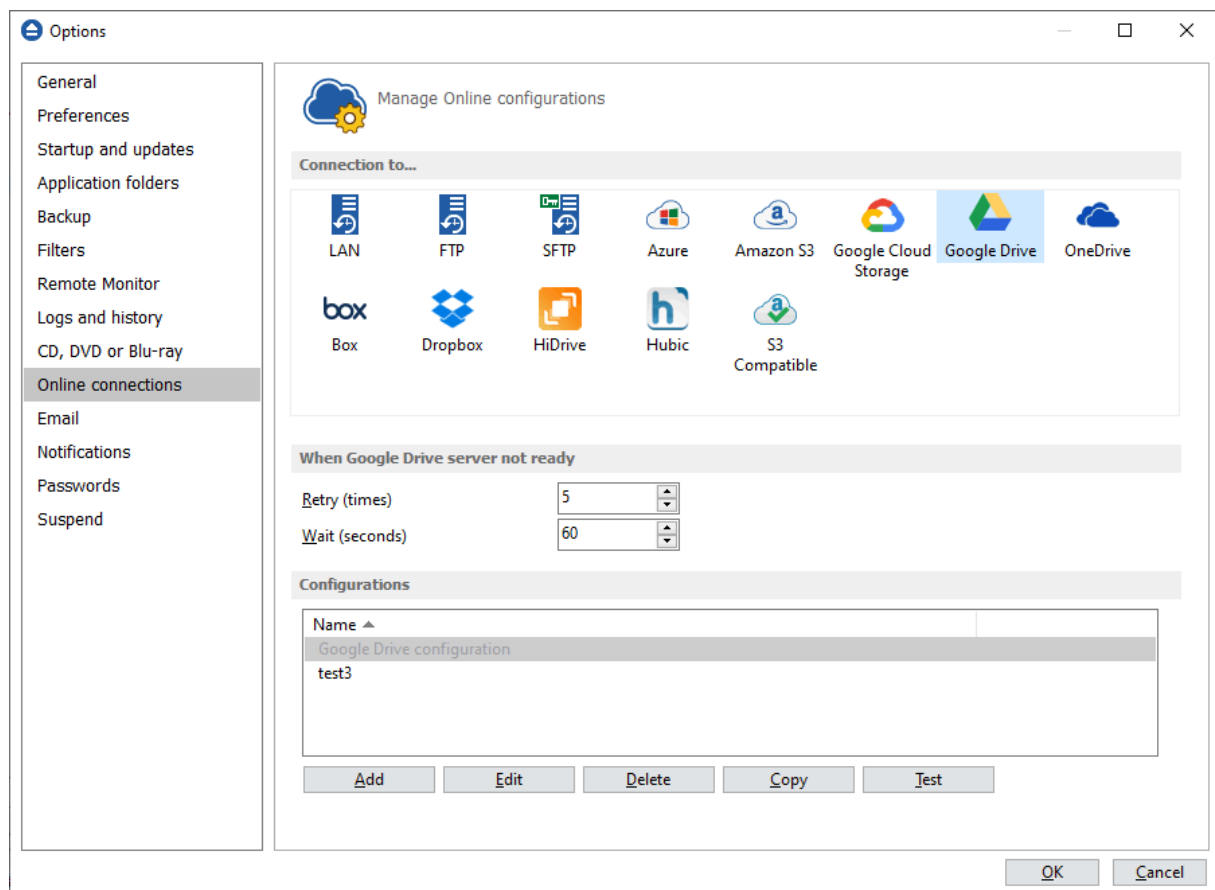 Options
General
Preferences
Startup and updates
Application folders
Backup
Filters
Remote Monitor
Logs and history
CD, DVD or Blu-ray
Online connections
Email
Notifications
Passwords
Suspend
Manage Online configurations
Connection to...
LAN FTP SFTP Azure Amazon S3 Google Cloud Google Drive OneDrive
Storage
box
Box Dropbox HiDrive Hubic S3
Compatible
When Google Drive server not ready
Retry (times) 5
Wait (seconds) 60
Configurations
Name
Google Drive configuration
test3
Add Edit Delete Copy Test
OK Cancel